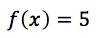 f(x) = 5